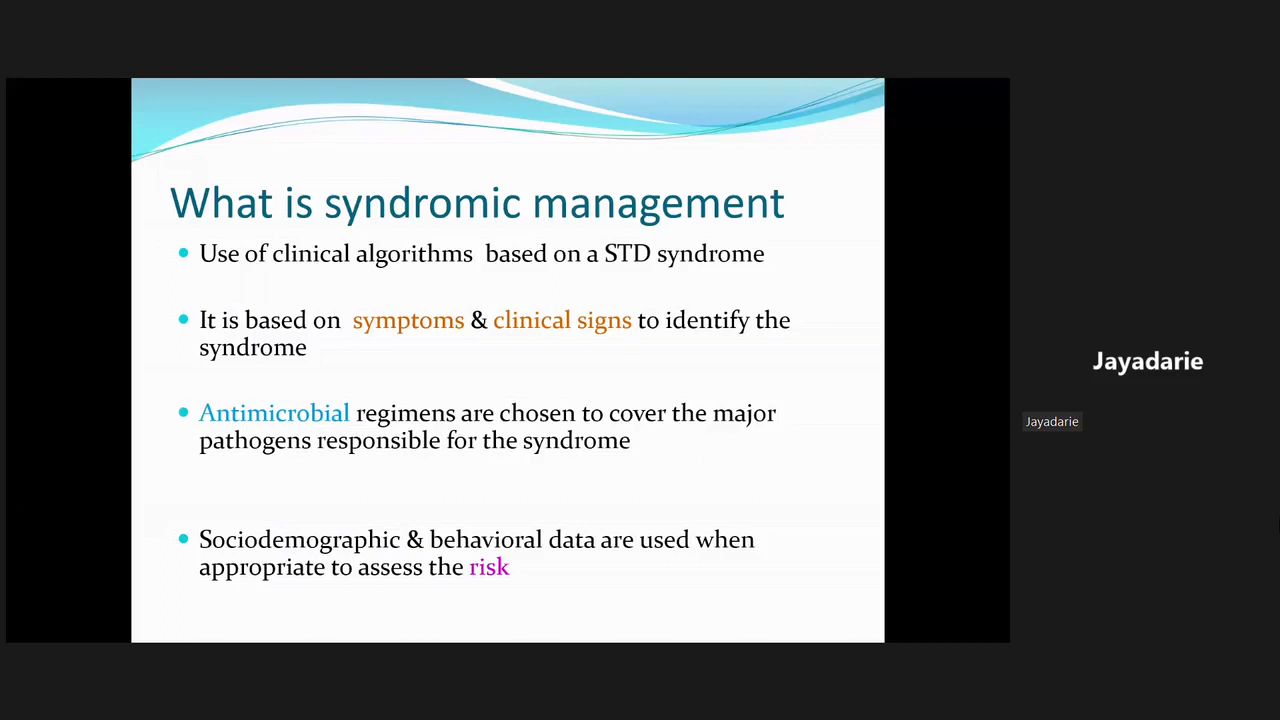 What is syndromic management
Use of clinical algorithms based on a STD syndrome
It is based on symptoms & clinical signs to identify the
syndrome
Antimicrobial regimens are chosen to cover the major
pathogens responsible for the syndrome
Sociodemographic & behavioral data are used when
appropriate to assess the risk
Jayadarie
Jayadarie